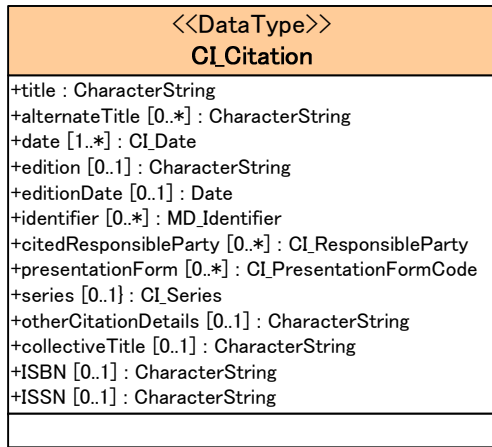 <<DataType>>
CI_Citation
+title : CharacterString
+alternateTitle [0..*] : CharacterString
+date [1..*] : CI_Date
+edition [0..1] : CharacterString
+editionDate [0..1] : Date
+identifier [0..*] : MD_Identifier
+citedResponsibleParty [0..*] : CI_ResponsibleParty
+presentationForm [0..*] : CI_PresentationFormCode
+series [0..1} : CI_Series
+otherCitationDetails [0..1] : CharacterString
+collectiveTitle [0..1] : CharacterString
+ISBN [0..1] : CharacterString
+ISSN [0..1] : CharacterString